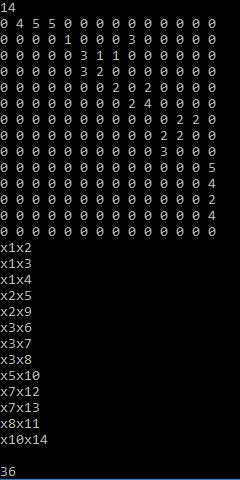 14
0 4 5 5 0 0 0 0 0 0 0 0 0 0
0 0 0 0 1 0 0 0 3 0 0 0 0 0
0 0 0 0 0 3 1 1 0 0 0 0 0 0
0 0 0 0 0 3 2 0 0 0 0 0 0 0
0 0 0 0 0 0 0 2 0 2 0 0 0 0
0 0 0 0 0 0 0 0 2 4 0 0 0 0
0 0 0 0 0 0 0 0 0 0 0 2 2 0
0 0 0 0 0 0 0 0 0 0 2 2 0 0
0 0 0 0 0 0 0 0 0 0 3 0 0 0
0 0 0 0 0 0 0 0 0 0 0 0 0 5
0 0 0 0 0 0 0 0 0 0 0 0 0 4
0 0 0 0 0 0 0 0 0 0 0 0 0 2
0 0 0 0 0 0 0 0 0 0 0 0 0 4
0 0 0 0 0 0 0 0 0 0 0 0 0 0
x1x2
x1x3
x1x4
x2x5
x2x9
x3x6
x3x7
x3x8
x5x10
x7x12
x7x13
x8x11
x10x14
36